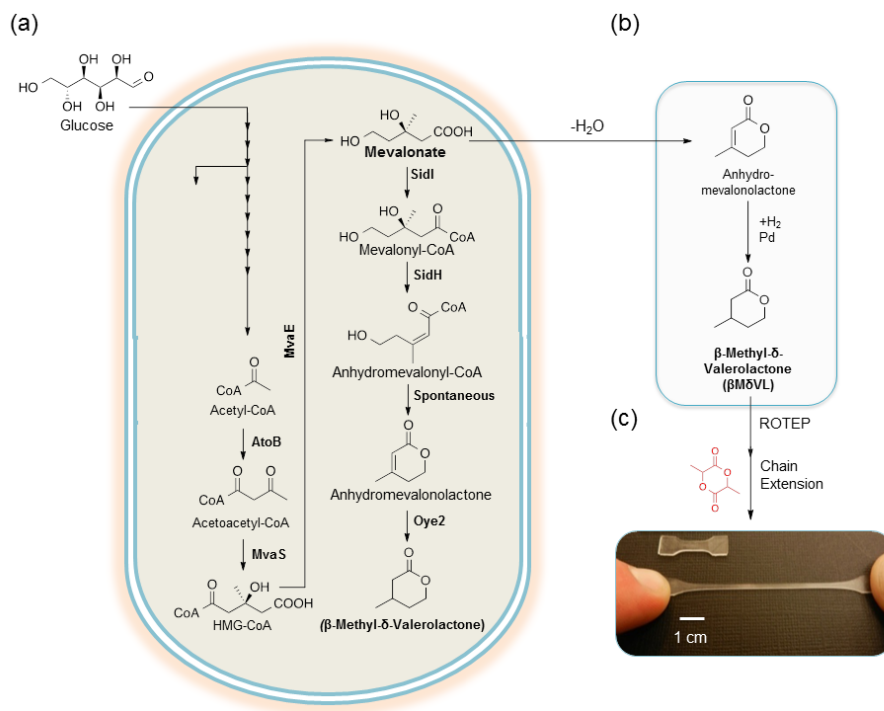 (a)
OH OH
HO O
OH OH
Glucose
CoA
O
Acetyl-CoA
AtoB
O O
CoA
Acetoacetyl-CoA
MvaS
O OH
CoA COOH
HMG-CoA
MvaE
HO
HO COOH
Mevalonate
SidI
HO O
HO CoA
Mevalonyl-CoA
SidH
CoA
O
HO
Anhydromevalonyl-CoA
Spontaneous
O
O
Anhydromevalonolactone
Oye2
O
O
(β-Methyl-δ-Valerolactone)
-H2O
(b)
O
O
Anhydro-
mevalonolactone
+H2
Pd
O
O
β-Methyl-δ-
Valerolactone
(βMδVL)
(c)
ROTEP
O
O
O
O
Chain
Extension
1 cm